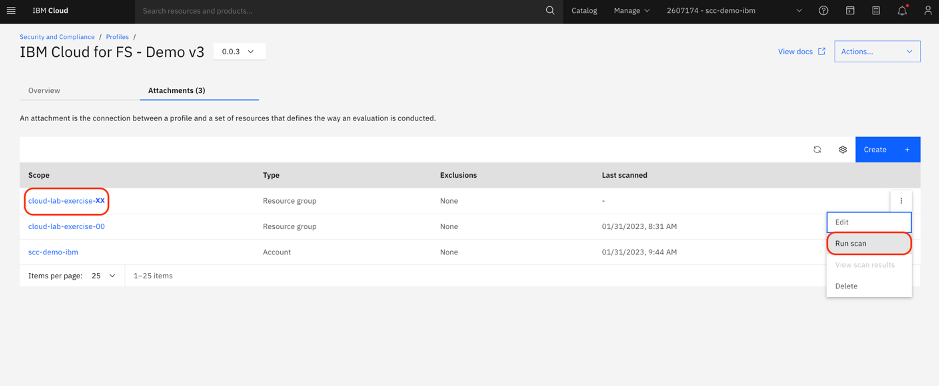 IBM Cloud
Search resources and products...
Catalog
Manage
2607174 - scc-demo-ibm
Security and Compliance / Profiles /
IBM Cloud for FS - Demo v3
0.0.3
View docs
Actions...
Overview
Attachments (3)
An attachment is the connection between a profile and a set of resources that defines the way an evaluation is conducted.
Create +
Scope Type Exclusions Last scanned
cloud-lab-exercise-XX Resource group None -
Edit
cloud-lab-exercise-00 Resource group None 01/31/2023, 8:31 AM
Run scan
scc-demo-ibm Account None 01/31/2023, 9:44 AM
View scan results
Items per page: 25 1–25 items
Delete